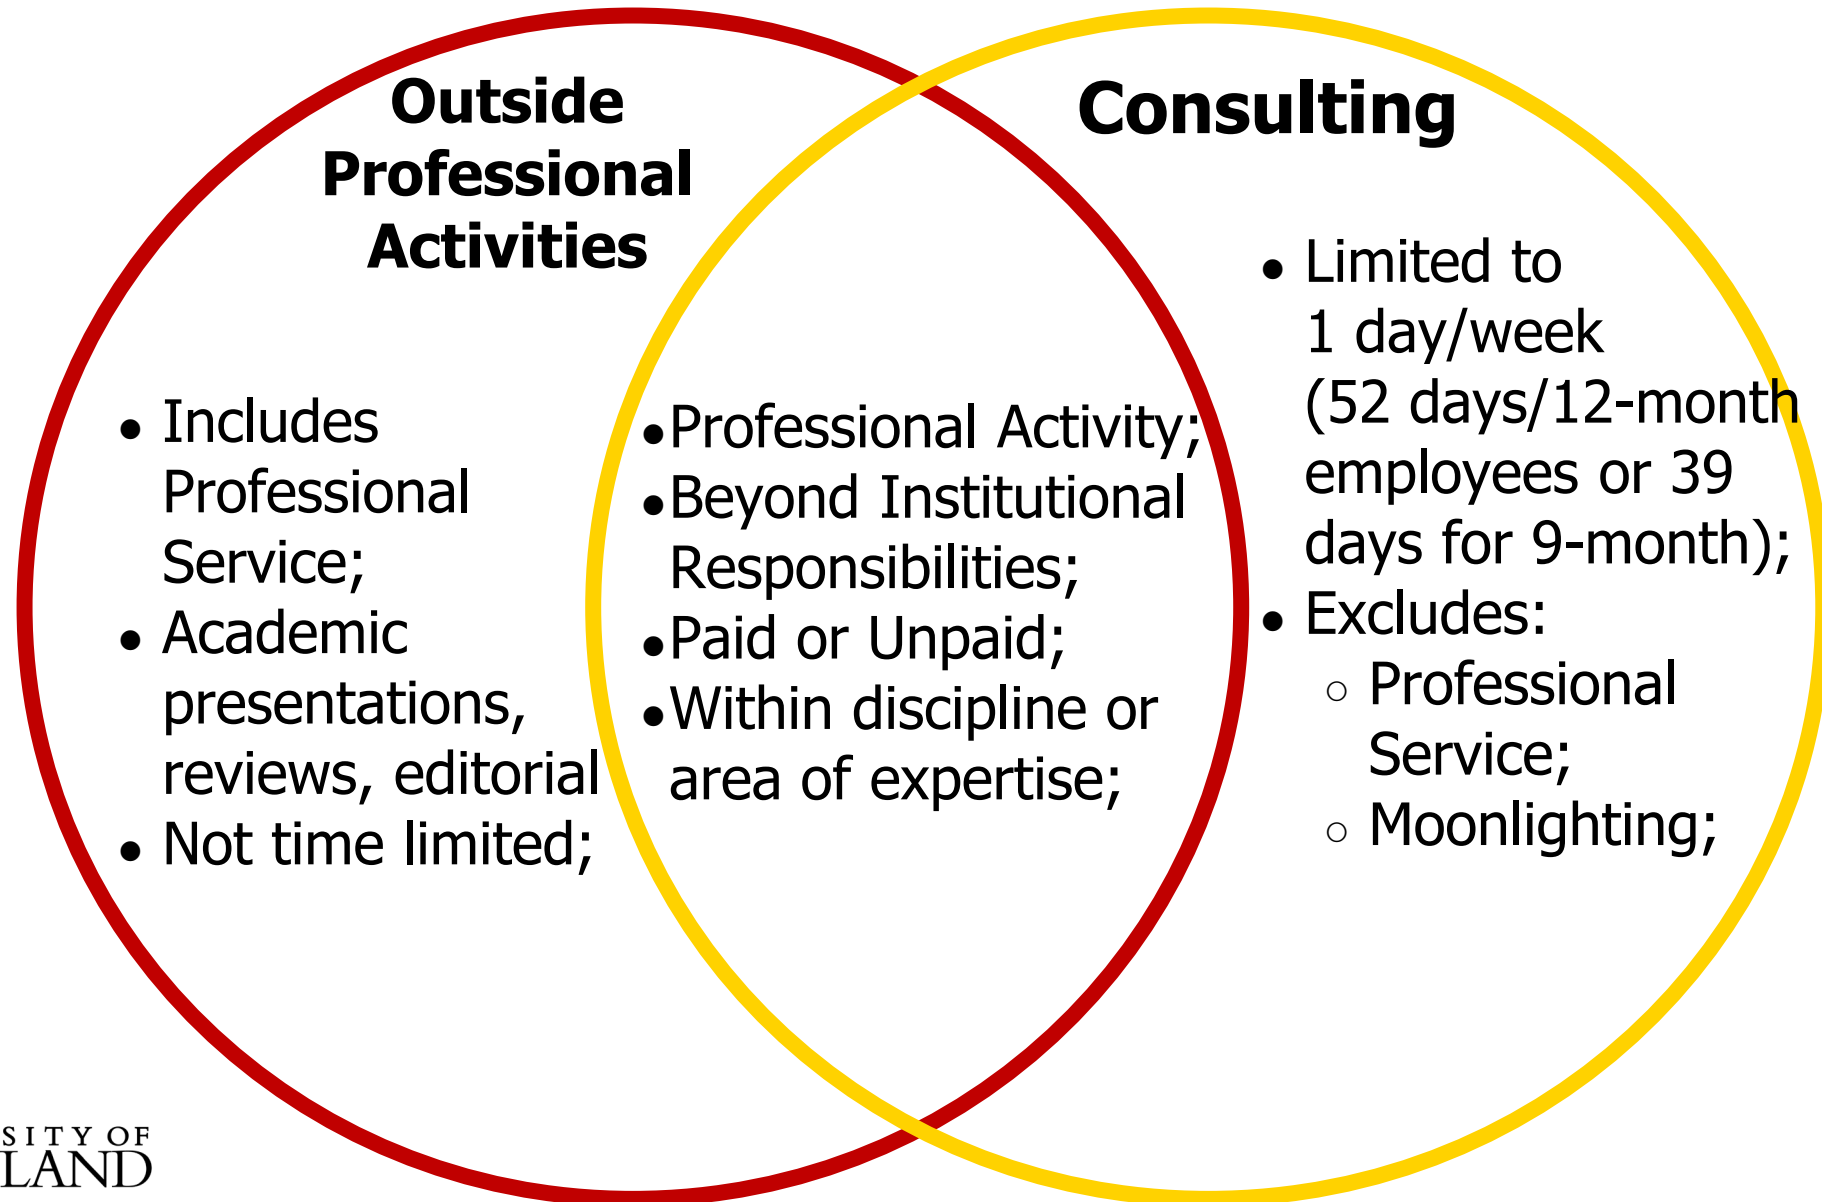 Outside
Professional
Activities
● Includes
Professional
Service;
● Academic
presentations,
reviews, editorial
● Not time limited;
●Professional Activity;
●Beyond Institutional
Responsibilities;
●Paid or Unpaid;
●Within discipline or
area of expertise;
Consulting
● Limited to
1 day/week
(52 days/12-month
employees or 39
days for 9-month);
● Excludes:
○ Professional
Service;
○ Moonlighting;
SITY OF
LAND